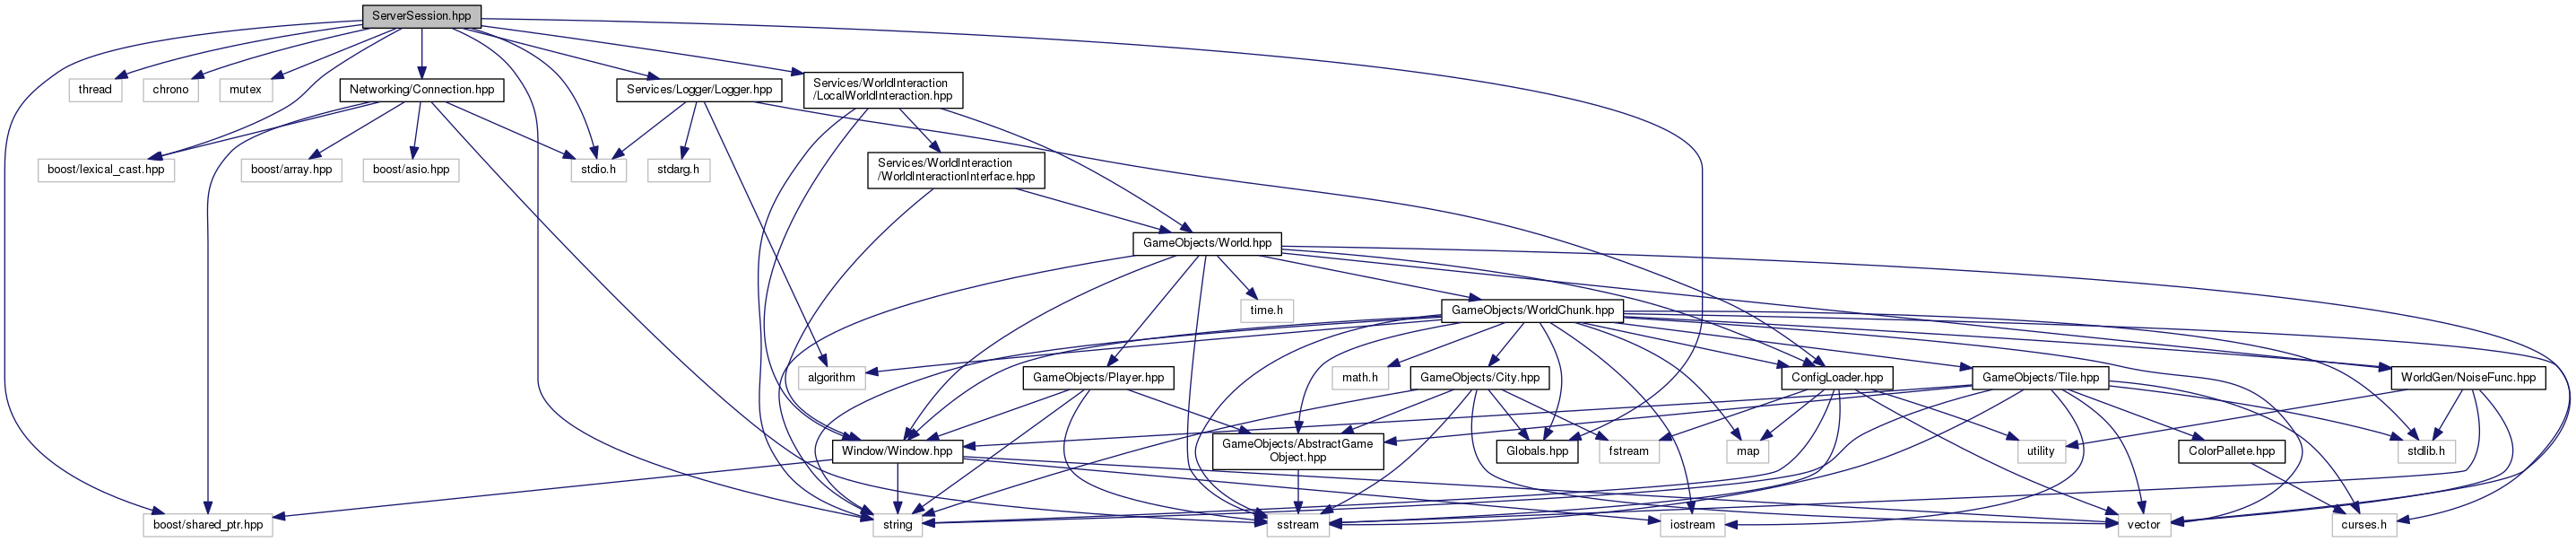 ServerSession.hpp
thread
chrono
mutex
Networking/Connection.hpp
Services/Logger/Logger.hpp
Services/WorldInteraction
/LocalWorldInteraction.hpp
boost/lexical_cast.hpp
boost/array.hpp
boost/asio.hpp
stdio.h
stdarg.h
Services/WorldInteraction
/WorldInteractionInterface.hpp
GameObjects/World.hpp
time.h
GameObjects/WorldChunk.hpp
algorithm
GameObjects/Player.hpp
math.h
GameObjects/City.hpp
ConfigLoader.hpp
GameObjects/Tile.hpp
WorldGen/NoiseFunc.hpp
Window/Window.hpp
GameObjects/AbstractGame
Object.hpp
Globals.hpp
fstream
map
utility
ColorPallete.hpp
stdlib.h
boost/shared_ptr.hpp
string
sstream
iostream
vector
curses.h